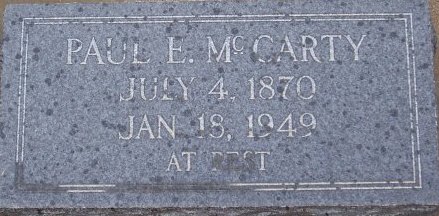 PAUL E. McCARTY
JULY 4, 1870
JAN. 18, 1949
AT REST